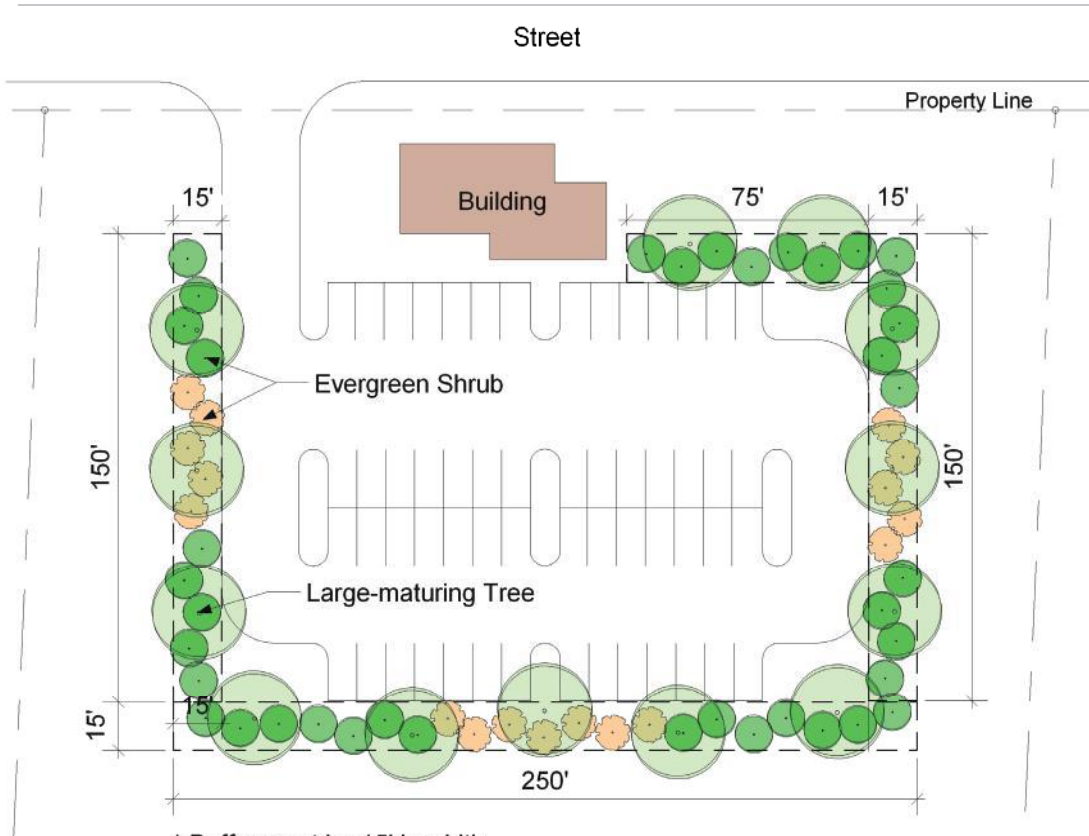 Street
Property Line
15'
Building
75'
15'
Evergreen Shrub
150'
150'
Large-maturing Tree
15'
15'
250'